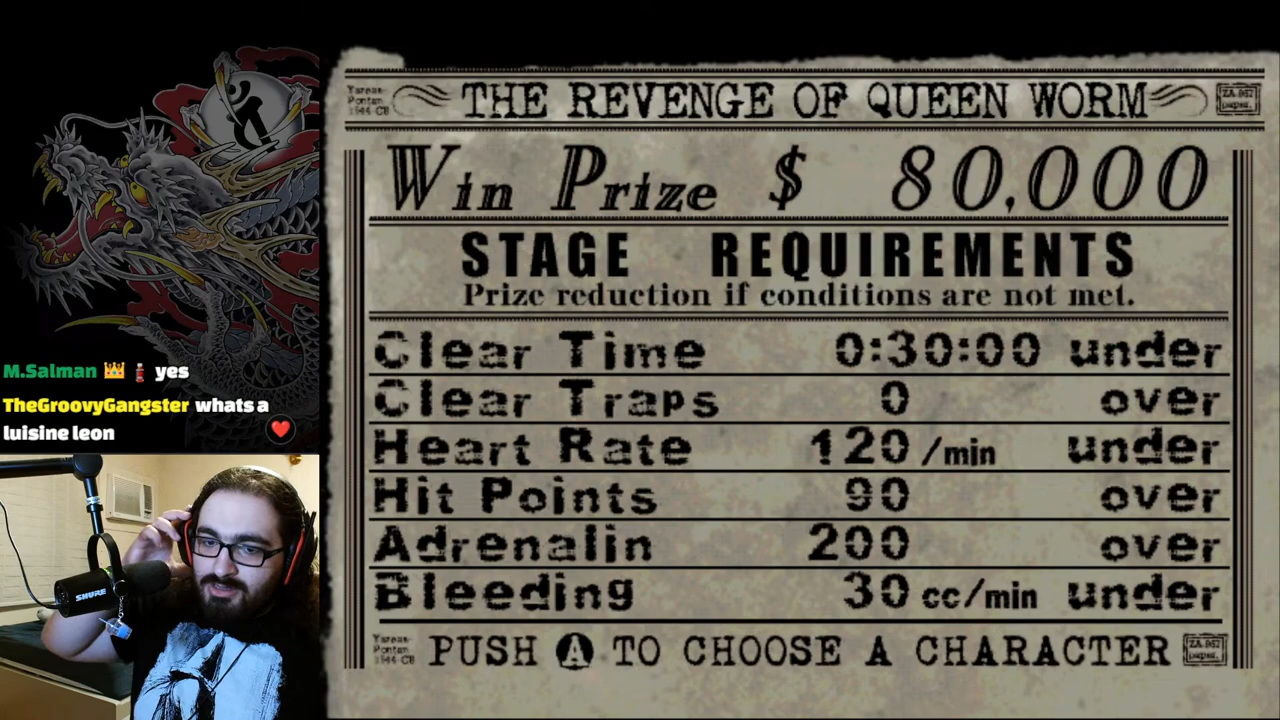 THE REVENGE OF QUEEN WORM
Win Prize $ 80,000
STAGE REQUIREMENTS
Prize reduction if conditions are not met.
Clear Time 0:30:00 under
Clear Traps 0 over
Heart Rate 120 /min under
Hit Points 90 over
Adrenalin 200 over
Bleeding 30 cc/min under
PUSH A TO CHOOSE A CHARACTER
M.Salman 👑 yes
TheGroovyGangster whats a
luisine leon
SHURE